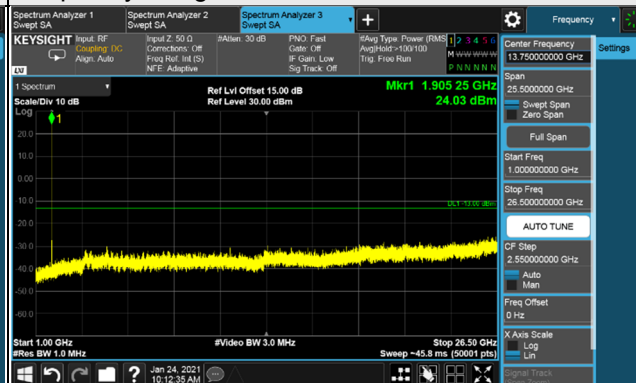 Spectrum Analyzer 1
Swept SA
Spectrum Analyzer 2
Swept SA
Spectrum Analyzer 3
Swept SA
+
Frequency
KEYSIGHT
Input: RF
Coupling: DC
Align: Auto
Input Z: 50 Ω
Corrections: Off
Freq Ref: Int (S)
NFE: Adaptive
#Atten: 30 dB
PNO: Fast
Gate: Off
IF Gain: Low
Sig Track: Off
#Avg Type: Power (RMS)
Avg|Hold:>100/100
Trig: Free Run
1 2 3 4 5 6
M W W W W W
P N N N N N
LXI
1 Spectrum
Scale/Div 10 dB
Log
Ref Lvl Offset 15.00 dB
Ref Level 30.00 dBm
Mkr1 1.905 25 GHz
24.03 dBm
1
20.0
10.0
0.00
-10.0
-20.0
-30.0
-40.0
-50.0
-60.0
DL1 -13.00 dBm
Start 1.00 GHz
#Res BW 1.0 MHz
#Video BW 3.0 MHz
Stop 26.50 GHz
Sweep ~45.8 ms (50001 pts)
Jan 24, 2021
10:12:35 AM
Center Frequency
13.750000000 GHz
Settings
Span
25.5000000 GHz
Swept Span
Zero Span
Full Span
Start Freq
1.000000000 GHz
Stop Freq
26.500000000 GHz
AUTO TUNE
CF Step
2.550000000 GHz
Auto
Man
Freq Offset
0 Hz
X Axis Scale
Log
Lin
Signal Track